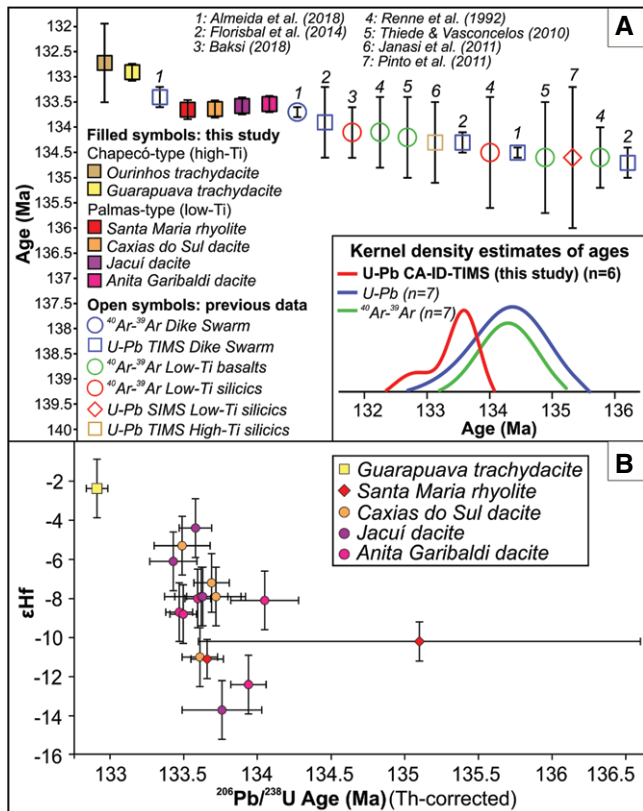 A
1: Almeida et al. (2018)
2: Florisbal et al. (2014)
3: Baksi (2018)
4: Renne et al. (1992)
5: Thiede & Vasconcelos (2010)
6: Janasi et al. (2011)
7: Pinto et al. (2011)
Age (Ma)
132
132.5
133
133.5
134
134.5
135
135.5
136
136.5
137
137.5
138
138.5
139
139.5
140
1
1
2
3
4
5
6
2
4
1
5
7
4
2
Filled symbols: this study
Chapecó-type (high-Ti)
Ourinhos trachydacite
Guarapuava trachydacite
Palmas-type (low-Ti)
Santa Maria rhyolite
Caxias do Sul dacite
Jacuí dacite
Anita Garibaldi dacite
Open symbols: previous data
⁴⁰Ar-³⁹Ar Dike Swarm
U-Pb TIMS Dike Swarm
⁴⁰Ar-³⁹Ar Low-Ti basalts
⁴⁰Ar-³⁹Ar Low-Ti silicics
U-Pb SIMS Low-Ti silicics
U-Pb TIMS High-Ti silicics
Kernel density estimates of ages
U-Pb CA-ID-TIMS (this study) (n=6)
U-Pb (n=7)
⁴⁰Ar-³⁹Ar (n=7)
132 133 134 135 136
Age (Ma)
B
Guarapuava trachydacite
Santa Maria rhyolite
Caxias do Sul dacite
Jacuí dacite
Anita Garibaldi dacite
εHf
-2
-4
-6
-8
-10
-12
-14
-16
133 133.5 134 134.5 135 135.5 136 136.5
²⁰⁶Pb/²³⁸U Age (Ma) (Th-corrected)